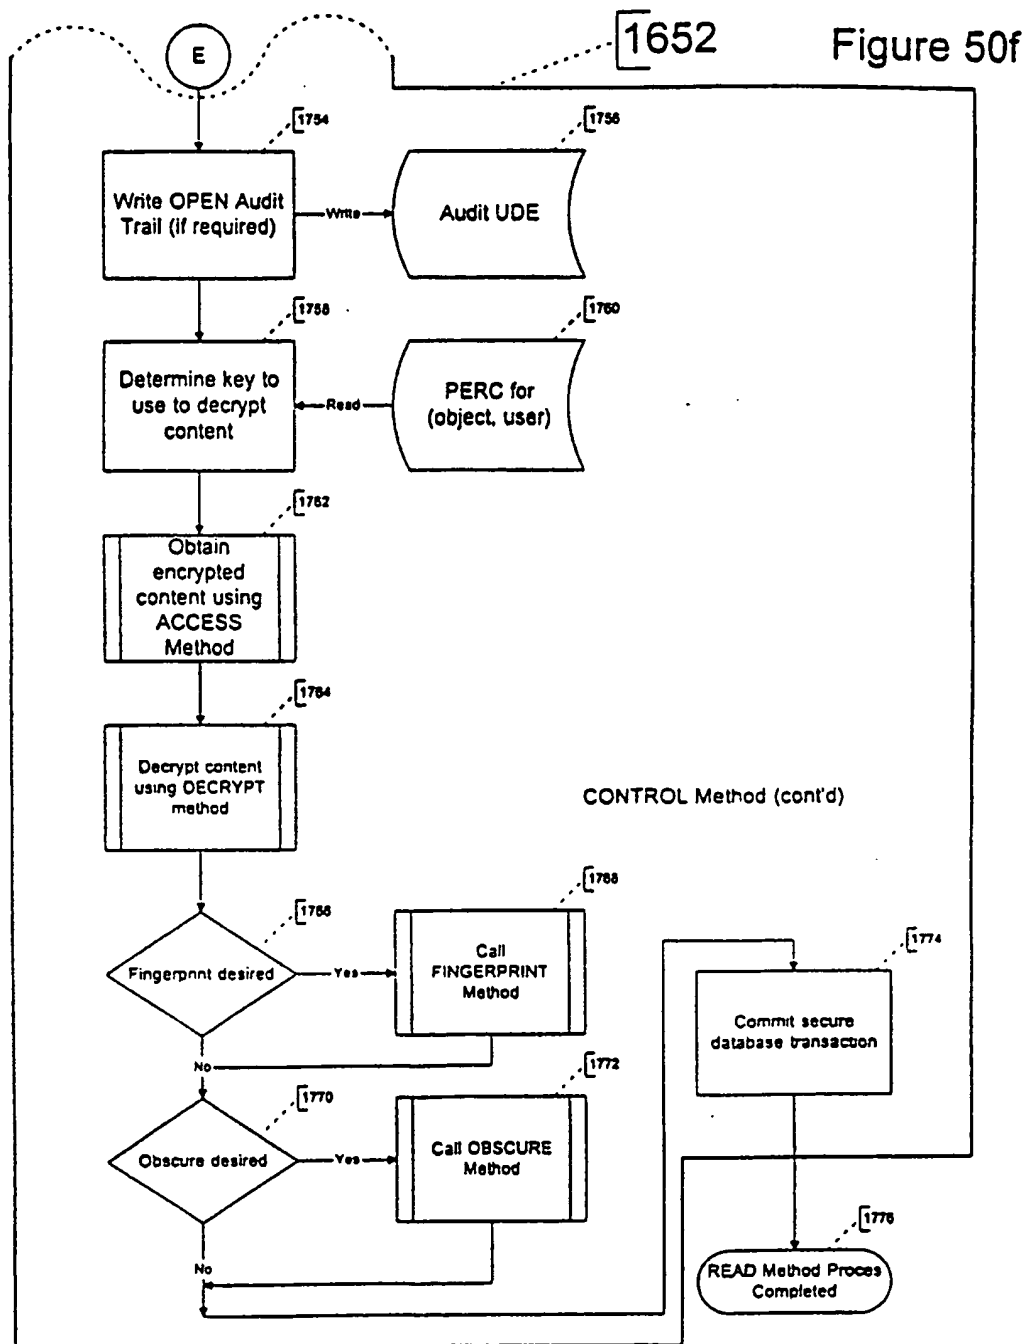 1652
Figure 50f
E
1754
Write OPEN Audit
Trail (if required)
Write
1756
Audit UDE
1758
Determine key to
use to decrypt
content
Read
1760
PERC for
(object, user)
1762
Obtain
encrypted
content using
ACCESS
Method
1764
Decrypt content
using DECRYPT
method
CONTROL Method (cont'd)
1766
Fingerprint desired
Yes
1768
Call
FINGERPRINT
Method
No
1770
Obscure desired
Yes
1772
Call OBSCURE
Method
No
1774
Commit secure
database transaction
1776
READ Method Proces
Completed